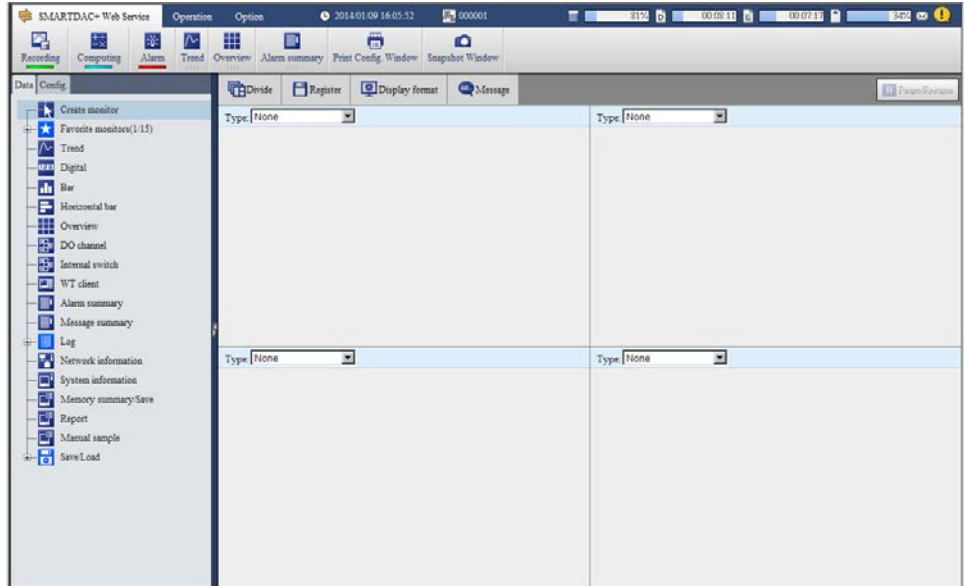 SMARTDAC+ Web Service Operation Option 2014/01/09 16:05:52 000001 81% 00:08:11 00:07:17 34%
Recording Computing Alarm Trend Overview Alarm summary Print Config. Window Snapshot Window
Data Config.
Divide Register Display format Message Pause/Resume
Create monitor
Favorite monitors(1/15)
Trend
Digital
Bar
Horizontal bar
Overview
DO channel
Internal switch
WT client
Alarm summary
Message summary
Log
Network information
System information
Memory summary/Save
Report
Manual sample
Save/Load
Type: None
Type: None
Type: None
Type: None